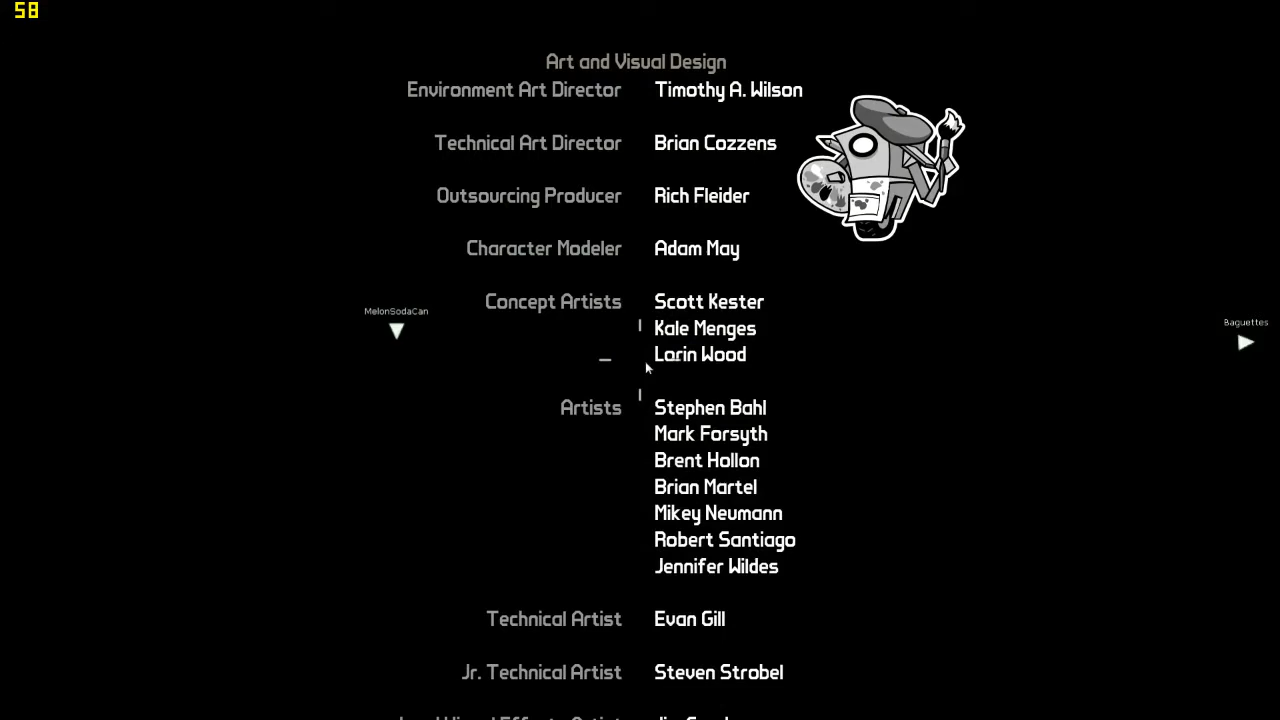 58
Art and Visual Design
Environment Art Director Timothy A. Wilson
Technical Art Director Brian Cozzens
Outsourcing Producer Rich Fleider
Character Modeler Adam May
Concept Artists Scott Kester
MelonSodaCan
Baguettes
Kale Menges
Lorin Wood
Artists Stephen Bahl
Mark Forsyth
Brent Hollon
Brian Martel
Mikey Neumann
Robert Santiago
Jennifer Wildes
Technical Artist Evan Gill
Jr. Technical Artist Steven Strobel